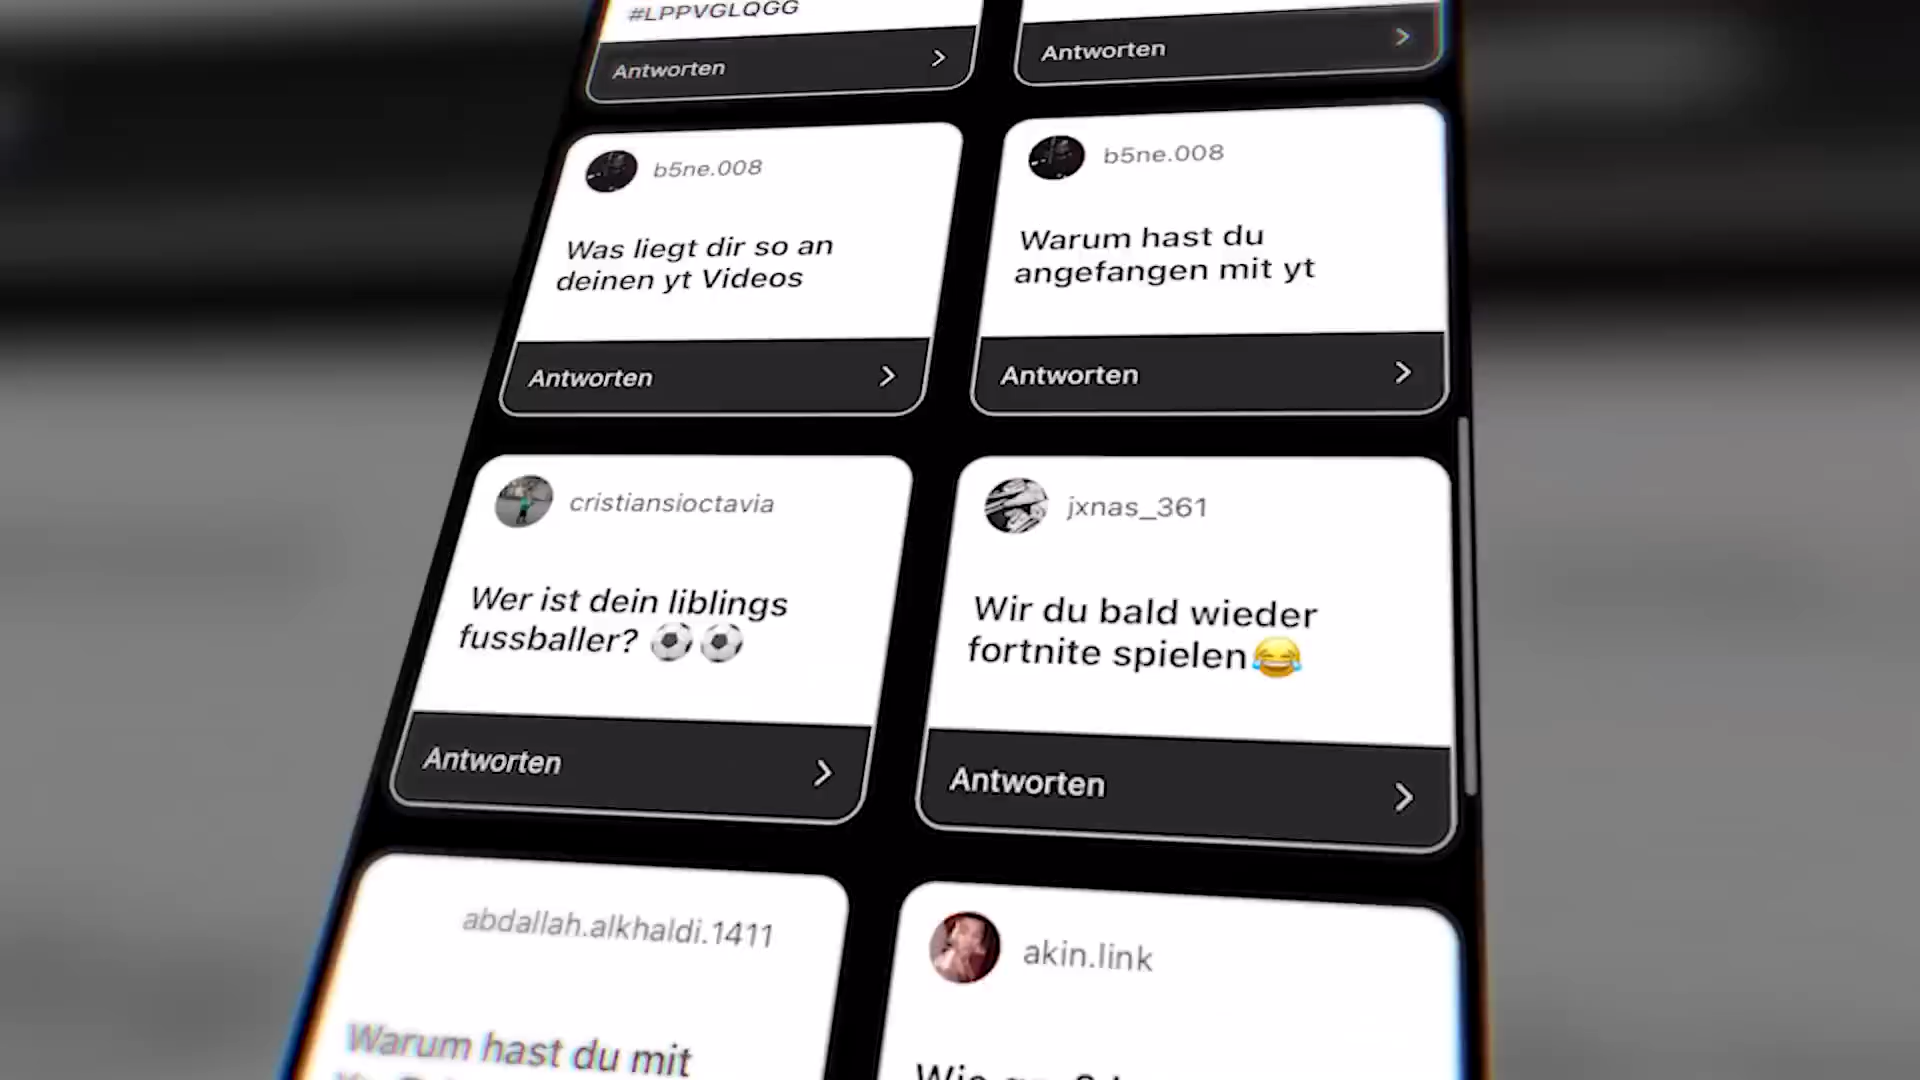 #LPPVGLQGG
Antworten
Antworten
b5ne.008
Was liegt dir so an
deinen yt Videos
Antworten
b5ne.008
Warum hast du
angefangen mit yt
Antworten
cristiansioctavia
Wer ist dein liblings
fussballer? ⚽⚽
Antworten
jxnas_361
Wir du bald wieder
fortnite spielen😂
Antworten
abdallah.alkhaldi.1411
Warum hast du mit
akin.link